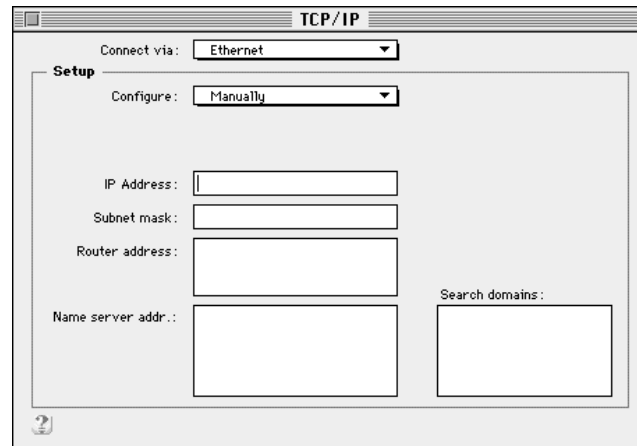 TCP/IP
Connect via: Ethernet
Setup
Configure: Manually
IP Address:
Subnet mask:
Router address:
Search domains:
Name server addr.:
?